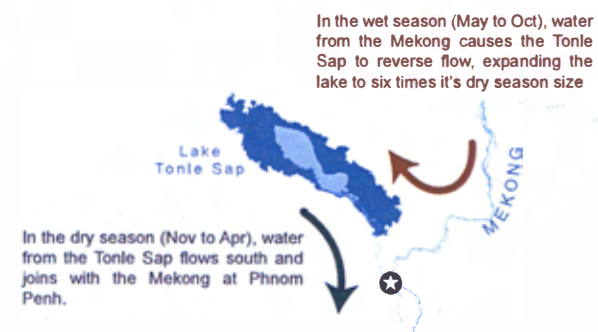 In the wet season (May to Oct), water
from the Mekong causes the Tonle
Sap to reverse flow, expanding the
lake to six times it's dry season size
Lake
Tonle Sap
MEKONG
In the dry season (Nov to Apr), water
from the Tonle Sap flows south and
joins with the Mekong at Phnom
Penh.